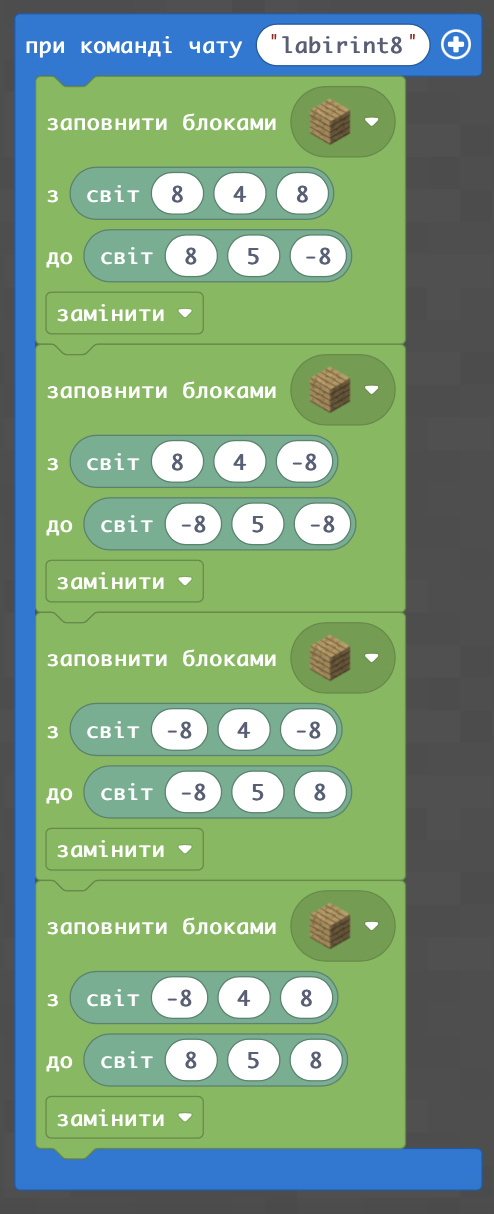 при команді чату "labirint8"
заповнити блоками
з світ 8 4 8
до світ 8 5 -8
замінити
заповнити блоками
з світ 8 4 -8
до світ -8 5 -8
замінити
заповнити блоками
з світ -8 4 -8
до світ -8 5 8
замінити
заповнити блоками
з світ -8 4 8
до світ 8 5 8
замінити